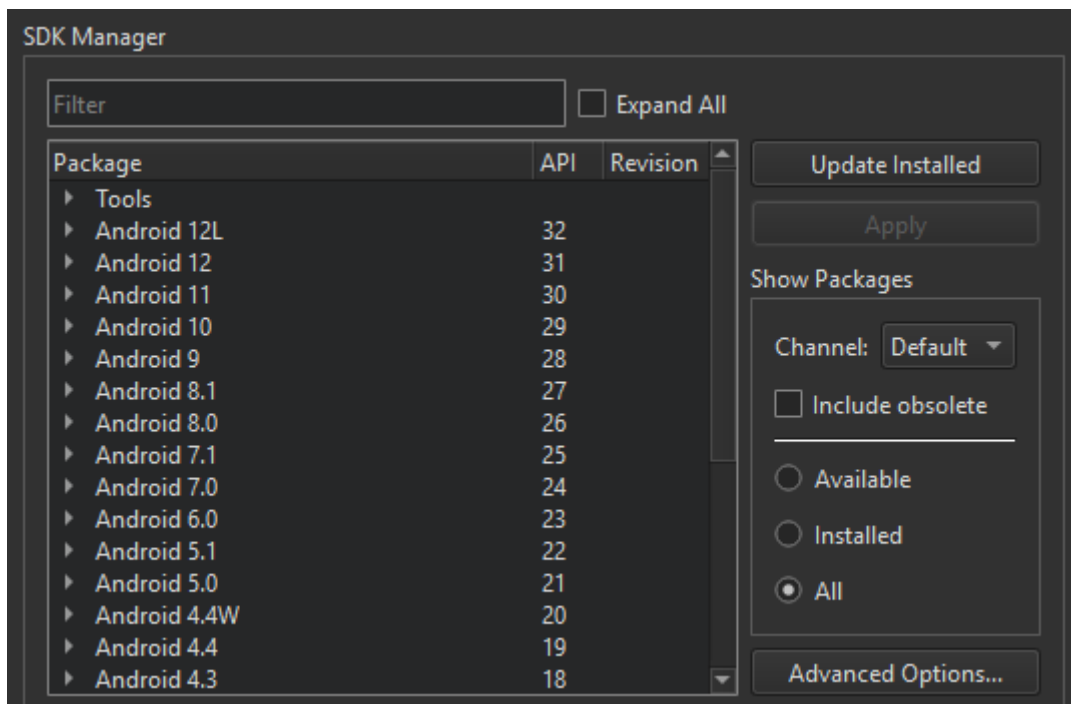 SDK Manager
Filter
Expand All
Package API Revision
Tools
Android 12L 32
Android 12 31
Android 11 30
Android 10 29
Android 9 28
Android 8.1 27
Android 8.0 26
Android 7.1 25
Android 7.0 24
Android 6.0 23
Android 5.1 22
Android 5.0 21
Android 4.4W 20
Android 4.4 19
Android 4.3 18
Update Installed
Apply
Show Packages
Channel: Default
Include obsolete
Available
Installed
All
Advanced Options...